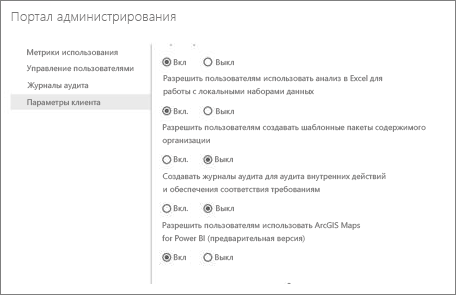 Портал администрирования
Метрики использования
Управление пользователями
Журналы аудита
Параметры клиента
Вкл Выкл
Разрешить пользователям использовать анализ в Excel для
работы с локальными наборами данных
Вкл. Выкл
Разрешить пользователям создавать шаблонные пакеты содержимого
организации
Вкл. Выкл
Создавать журналы аудита для аудита внутренних действий
и обеспечения соответствия требованиям
Вкл. Выкл
Разрешить пользователям использовать ArcGIS Maps
for Power BI (предварительная версия)
Вкл Выкл